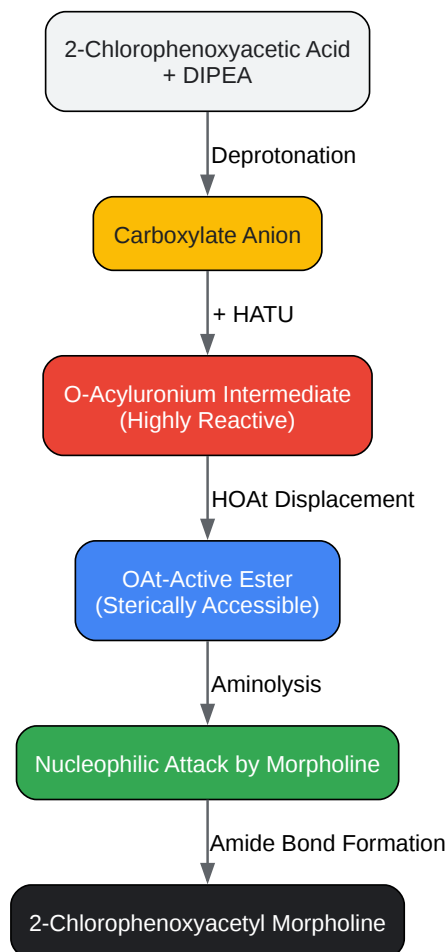 2-Chlorophenoxyacetic Acid
+ DIPEA
Deprotonation
Carboxylate Anion
+ HATU
O-Acyluronium Intermediate
(Highly Reactive)
HOAt Displacement
OAt-Active Ester
(Sterically Accessible)
Aminolysis
Nucleophilic Attack by Morpholine
Amide Bond Formation
2-Chlorophenoxyacetyl Morpholine